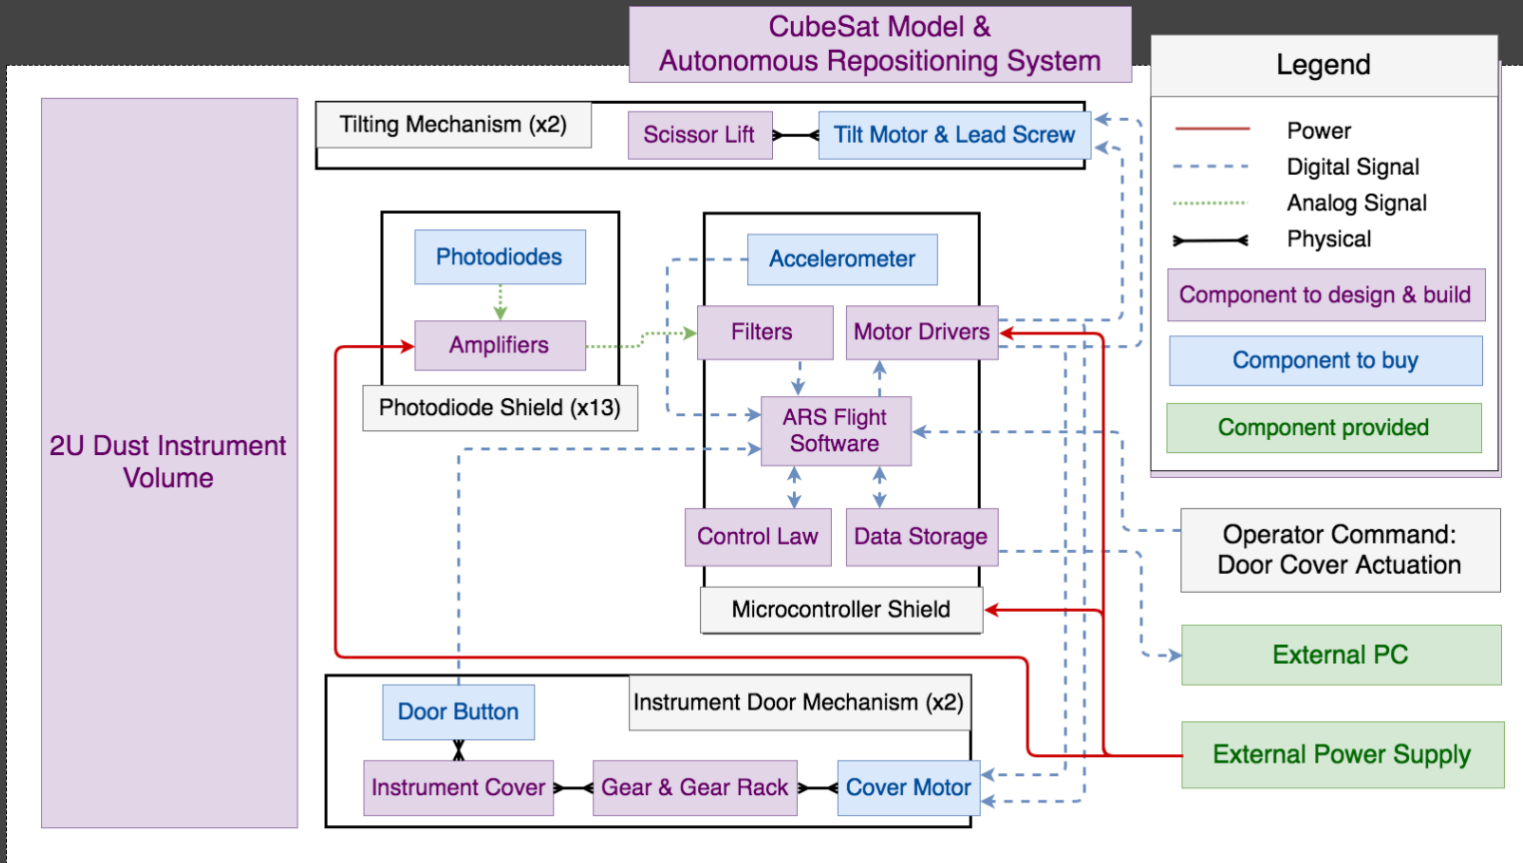 CubeSat Model &
Autonomous Repositioning System
Legend
Power
Digital Signal
Analog Signal
Physical
Component to design & build
Component to buy
Component provided
Tilting Mechanism (x2)
Scissor Lift
Tilt Motor & Lead Screw
Photodiodes
Amplifiers
Photodiode Shield (x13)
Accelerometer
Filters
Motor Drivers
ARS Flight
Software
Control Law
Data Storage
Microcontroller Shield
2U Dust Instrument
Volume
Operator Command:
Door Cover Actuation
External PC
External Power Supply
Instrument Door Mechanism (x2)
Door Button
Instrument Cover
Gear & Gear Rack
Cover Motor